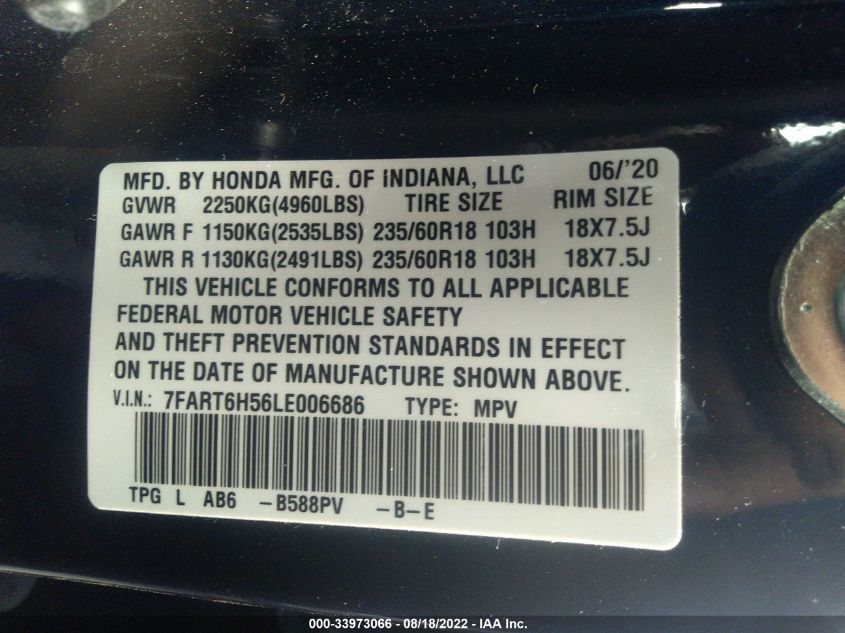 MFD. BY HONDA MFG. OF INDIANA, LLC 06/'20
GVWR 2250KG(4960LBS) TIRE SIZE RIM SIZE
GAWR F 1150KG(2535LBS) 235/60R18 103H 18X7.5J
GAWR R 1130KG(2491LBS) 235/60R18 103H 18X7.5J
THIS VEHICLE CONFORMS TO ALL APPLICABLE
FEDERAL MOTOR VEHICLE SAFETY
AND THEFT PREVENTION STANDARDS IN EFFECT
ON THE DATE OF MANUFACTURE SHOWN ABOVE.
V.I.N.: 7FART6H56LE006686 TYPE: MPV
TPG L AB6 -B588PV -B-E
000-33973066 - 08/18/2022 - IAA Inc.